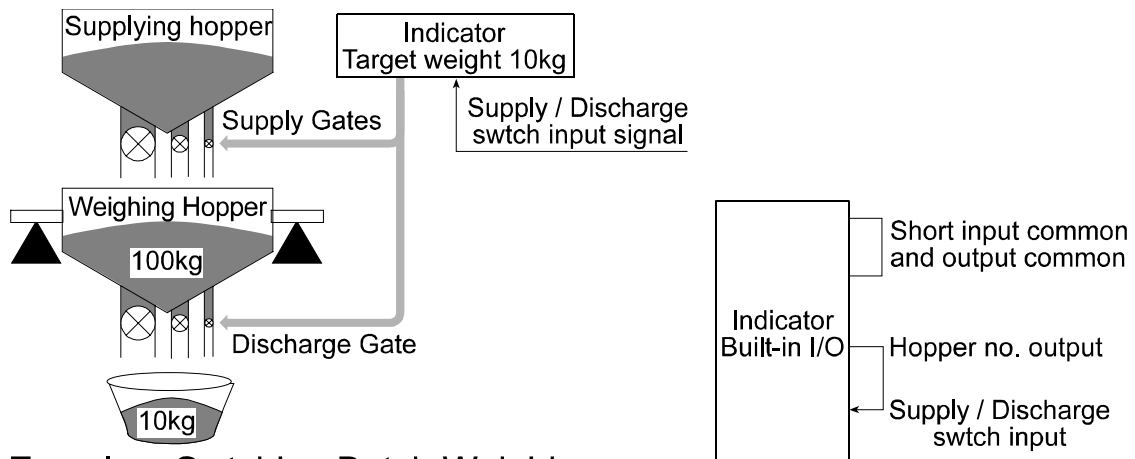 Supplying hopper
Indicator
Target weight 10kg
Supply / Discharge
swtch input signal
Supply Gates
Weighing Hopper
100kg
Discharge Gate
10kg
Short input common
and output common
Indicator
Built-in I/O
Hopper no. output
Supply / Discharge
swtch input